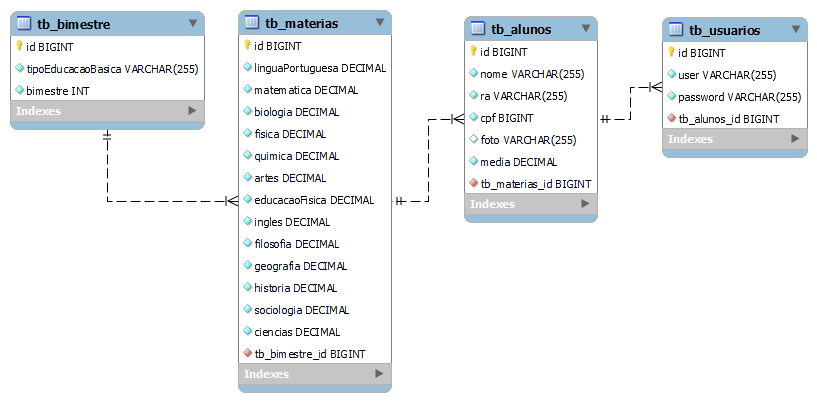 tb_bimestre
id BIGINT
tipoEducacaoBasica VARCHAR(255)
bimestre INT
Indexes
tb_materias
id BIGINT
linguaPortuguesa DECIMAL
matematica DECIMAL
biologia DECIMAL
fisica DECIMAL
quimica DECIMAL
artes DECIMAL
educacaoFisica DECIMAL
ingles DECIMAL
filosofia DECIMAL
geografia DECIMAL
historia DECIMAL
sociologia DECIMAL
ciencias DECIMAL
tb_bimestre_id BIGINT
Indexes
tb_alunos
id BIGINT
nome VARCHAR(255)
ra VARCHAR(255)
cpf BIGINT
foto VARCHAR(255)
media DECIMAL
tb_materias_id BIGINT
Indexes
tb_usuarios
id BIGINT
user VARCHAR(255)
password VARCHAR(255)
tb_alunos_id BIGINT
Indexes